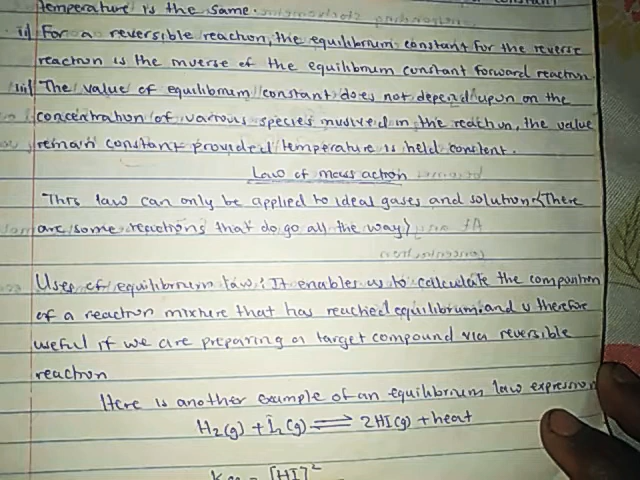 temperature is the same.
ii) For a reversible reaction, the equilibrium constant for the reverse
reaction is the inverse of the equilibrium constant forward reaction
iii) The value of equilibrium constant does not depend upon on the
concentration of various species involved in the reaction, the value
remain constant provided temperature is held constant.
Law of mass action
This law can only be applied to ideal gases and solution (There
are some reactions that do go all the way)
Uses of equilibrium law: It enables us to calculate the
of a reaction mixture that has reached equilibrium and therefore
useful if we are preparing a target compound via reversible
reaction
Here is another example of an equilibrium law expression
H₂(g) + I₂(g) ⇌ 2HI(g) + heat
[HI]²